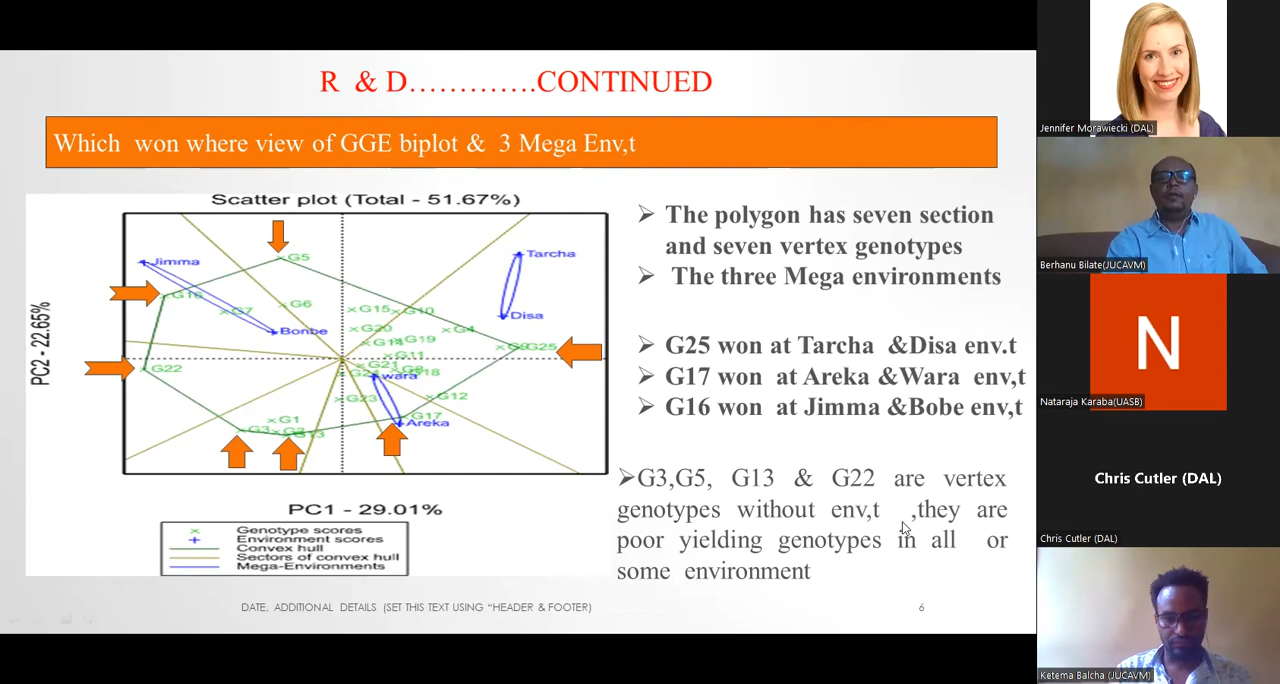 R & D………….CONTINUED
Which won where view of GGE biplot & 3 Mega Env,t
Scatter plot (Total - 51.67%)
PC2 - 22.65%
Jimma
G5
Tarcha
G16
G7
G6
G15
G10
Bonbe
Disa
G20
G4
G14
G19
G25
G11
G22
G21
G18
wara
G23
G12
G1
G17
Areka
G3
G13
PC1 - 29.01%
Genotype scores
Environment scores
Convex hull
Sectors of convex hull
Mega-Environments
➢ The polygon has seven section
and seven vertex genotypes
➢ The three Mega environments
➢ G25 won at Tarcha &Disa env.t
➢ G17 won at Areka &Wara env,t
➢ G16 won at Jimma &Bobe env,t
➢G3,G5, G13 & G22 are vertex
genotypes without env,t ,they are
poor yielding genotypes in all or
some environment
DATE, ADDITIONAL DETAILS (SET THIS TEXT USING “HEADER & FOOTER)
6
Jennifer Morawiecki (DAL)
Berhanu Bilate(JUCAVM)
N
Nataraja Karaba(UASB)
Chris Cutler (DAL)
Chris Cutler (DAL)
Ketema Balcha (JUCAVM)